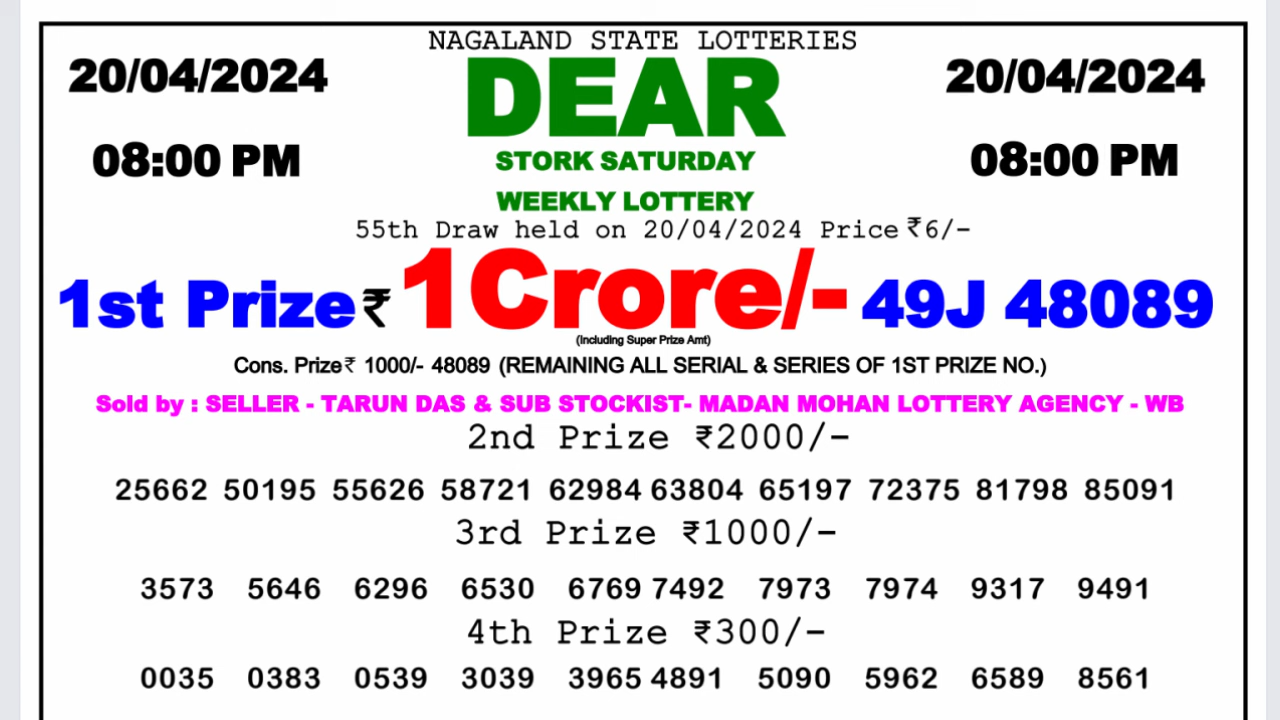 NAGALAND STATE LOTTERIES
20/04/2024 DEAR 20/04/2024
08:00 PM STORK SATURDAY 08:00 PM
WEEKLY LOTTERY
55th Draw held on 20/04/2024 Price ₹6/-
1st Prize ₹ 1Crore/- 49J 48089
(Including Super Prize Amt)
Cons. Prize ₹ 1000/- 48089 (REMAINING ALL SERIAL & SERIES OF 1ST PRIZE NO.)
Sold by : SELLER - TARUN DAS & SUB STOCKIST- MADAN MOHAN LOTTERY AGENCY - WB
2nd Prize ₹2000/-
25662 50195 55626 58721 62984 63804 65197 72375 81798 85091
3rd Prize ₹1000/-
3573 5646 6296 6530 6769 7492 7973 7974 9317 9491
4th Prize ₹300/-
0035 0383 0539 3039 3965 4891 5090 5962 6589 8561